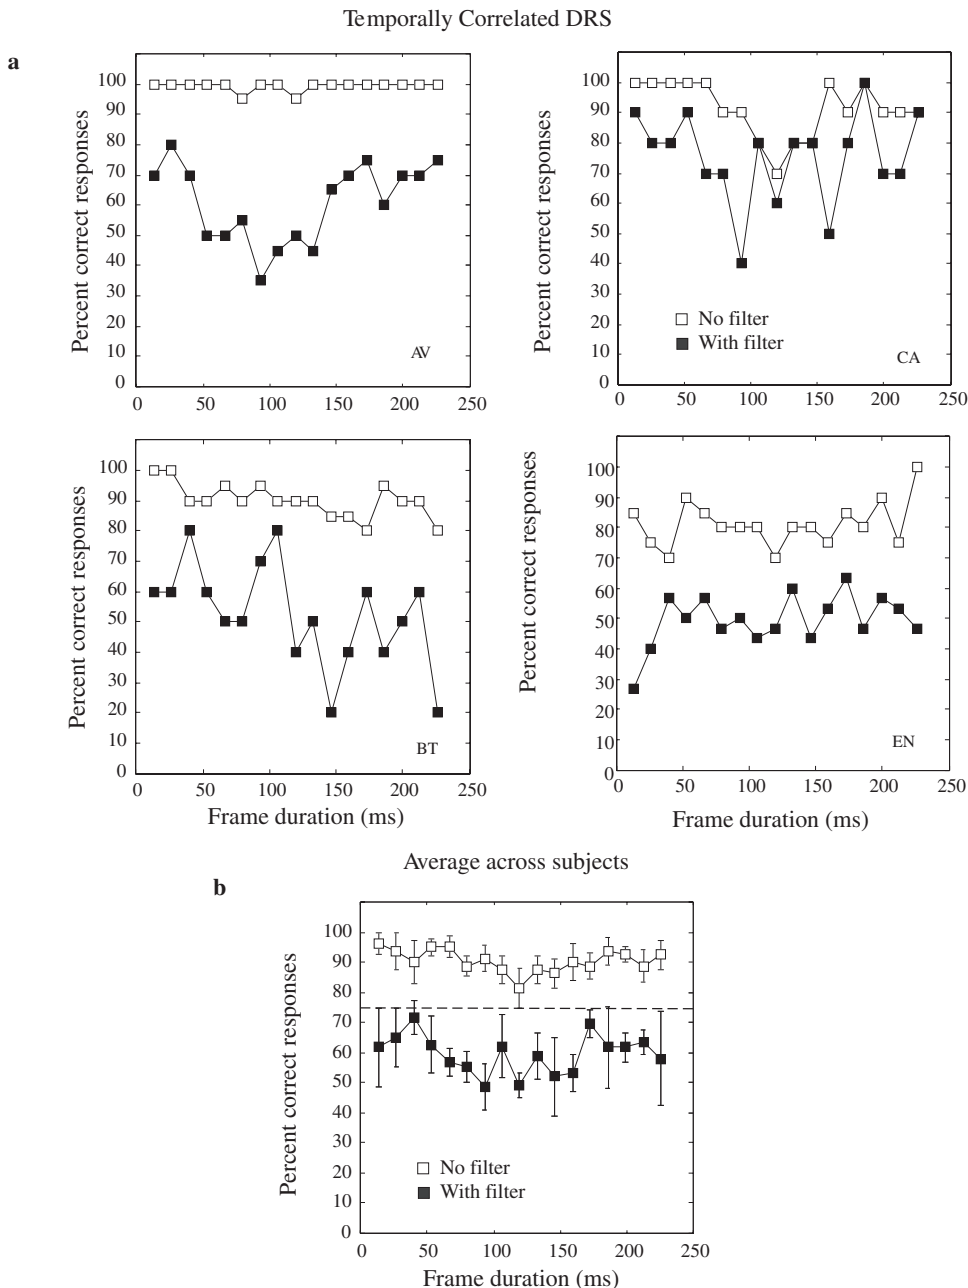 Temporally Correlated DRS
a
Percent correct responses
100
90
80
70
60
50
40
30
20
10
0
AV
0 50 100 150 200 250
Percent correct responses
100
90
80
70
60
50
40
30
20
10
0
No filter
With filter
CA
0 50 100 150 200 250
Percent correct responses
100
90
80
70
60
50
40
30
20
10
0
BT
0 50 100 150 200 250
Frame duration (ms)
Percent correct responses
100
90
80
70
60
50
40
30
20
10
0
EN
0 50 100 150 200 250
Frame duration (ms)
Average across subjects
b
Percent correct responses
100
90
80
70
60
50
40
30
20
10
0
No filter
With filter
0 50 100 150 200 250
Frame duration (ms)